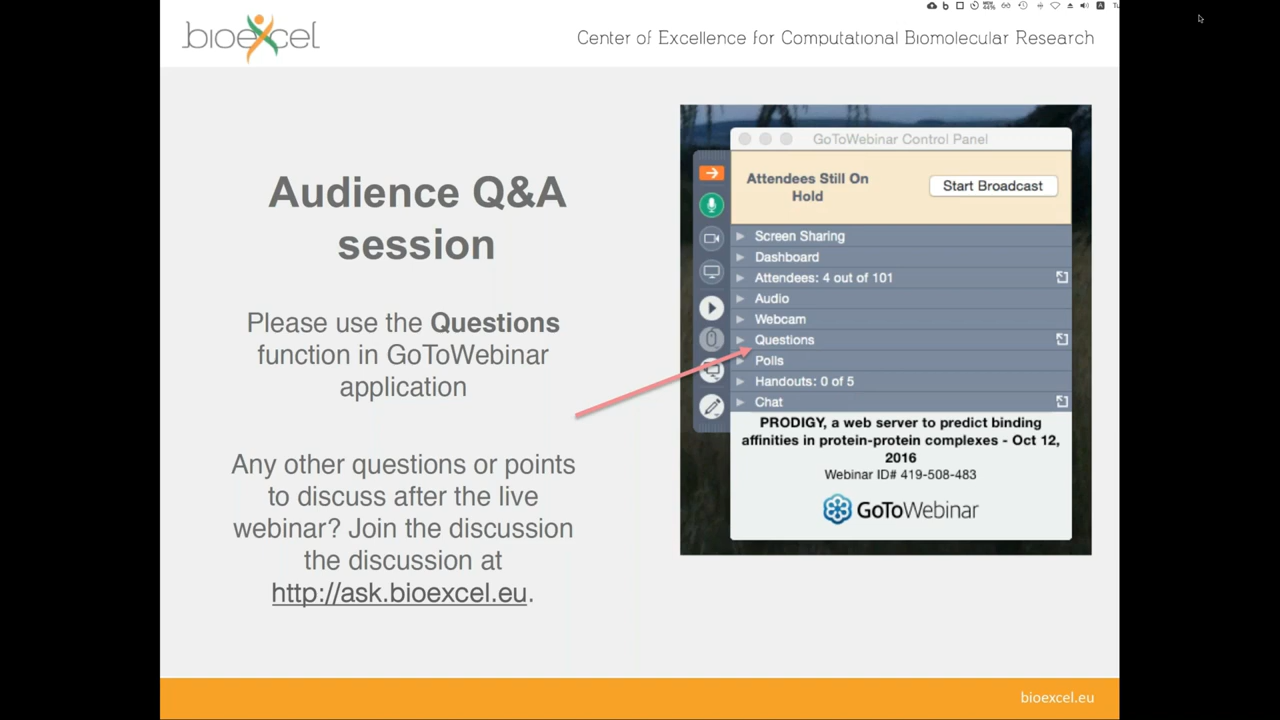 bioexcel
Center of Excellence for Computational Biomolecular Research
Audience Q&A
session
Please use the Questions
function in GoToWebinar
application
Any other questions or points
to discuss after the live
webinar? Join the discussion
the discussion at
http://ask.bioexcel.eu.
GoToWebinar Control Panel
Attendees Still On
Hold
Start Broadcast
Screen Sharing
Dashboard
Attendees: 4 out of 101
Audio
Webcam
Questions
Polls
Handouts: 0 of 5
Chat
PRODIGY, a web server to predict binding
affinities in protein-protein complexes - Oct 12,
2016
Webinar ID# 419-508-483
GoToWebinar
bioexcel.eu